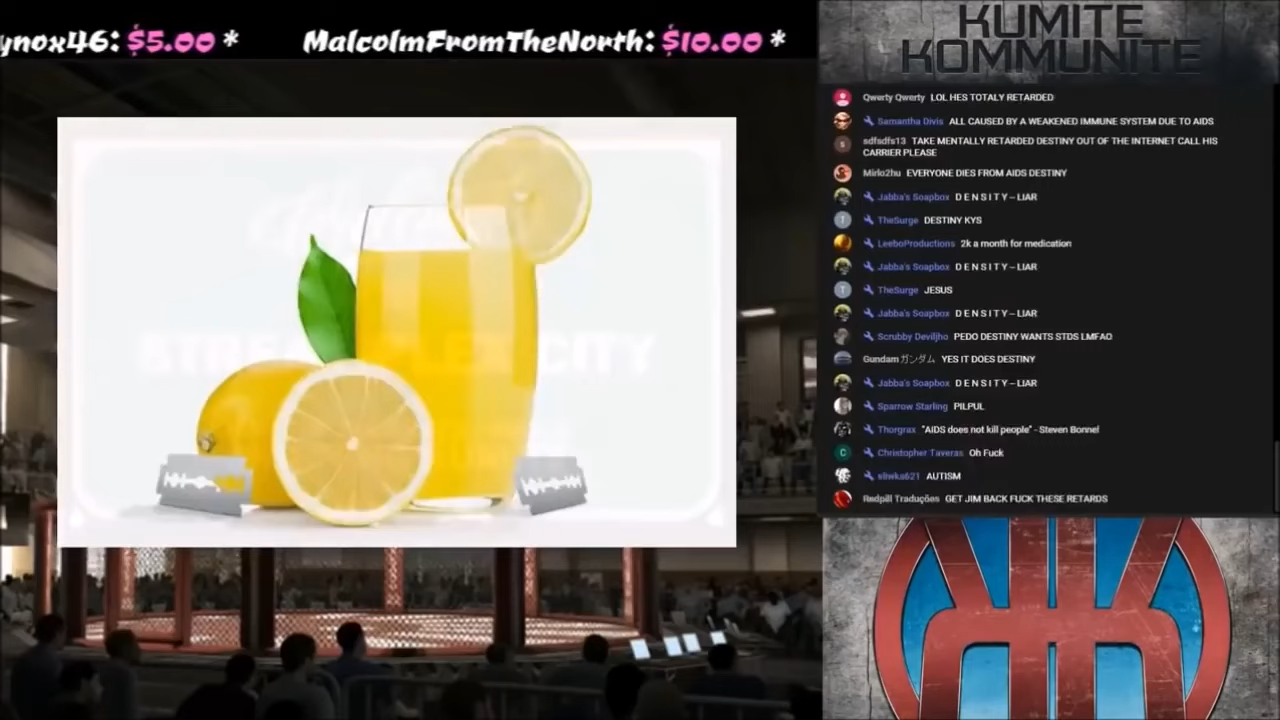 ynox46: $5.00 * MalcolmFromTheNorth: $10.00 *
KUMITE
KOMMUNITE
Qwerty Qwerty LOL HES TOTALY RETARDED
Samantha Divis ALL CAUSED BY A WEAKENED IMMUNE SYSTEM DUE TO AIDS
sdfsdfs13 TAKE MENTALLY RETARDED DESTINY OUT OF THE INTERNET CALL HIS
CARRIER PLEASE
Mirlo2hu EVERYONE DIES FROM AIDS DESTINY
Jabba's Soapbox D E N S I T Y -- LIAR
TheSurge DESTINY KYS
LeeboProductions 2k a month for medication
Jabba's Soapbox D E N S I T Y -- LIAR
TheSurge JESUS
Jabba's Soapbox D E N S I T Y -- LIAR
Scrubby Deviljho PEDO DESTINY WANTS STDS LMFAO
Gundam ガンダム YES IT DOES DESTINY
Jabba's Soapbox D E N S I T Y -- LIAR
Sparrow Starling PILPUL
Thorgrax "AIDS does not kill people" - Steven Bonnel
Christopher Taveras Oh Fuck
sliwka621 AUTISM
Redpill Traduções GET JIM BACK FUCK THESE RETARDS